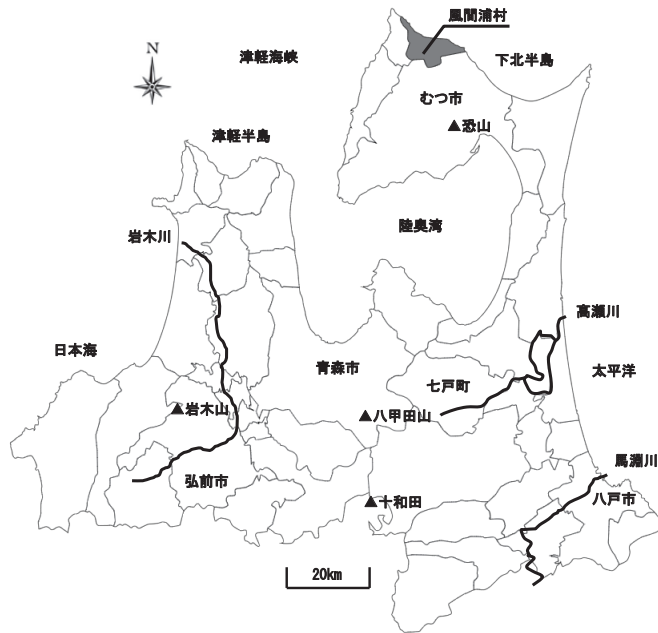 風間浦村
津軽海峡
下北半島
N
むつ市
▲恐山
津軽半島
陸奥湾
岩木川
高瀬川
日本海
青森市
七戸町
太平洋
▲岩木山
▲八甲田山
馬淵川
弘前市
八戸市
▲十和田
20km